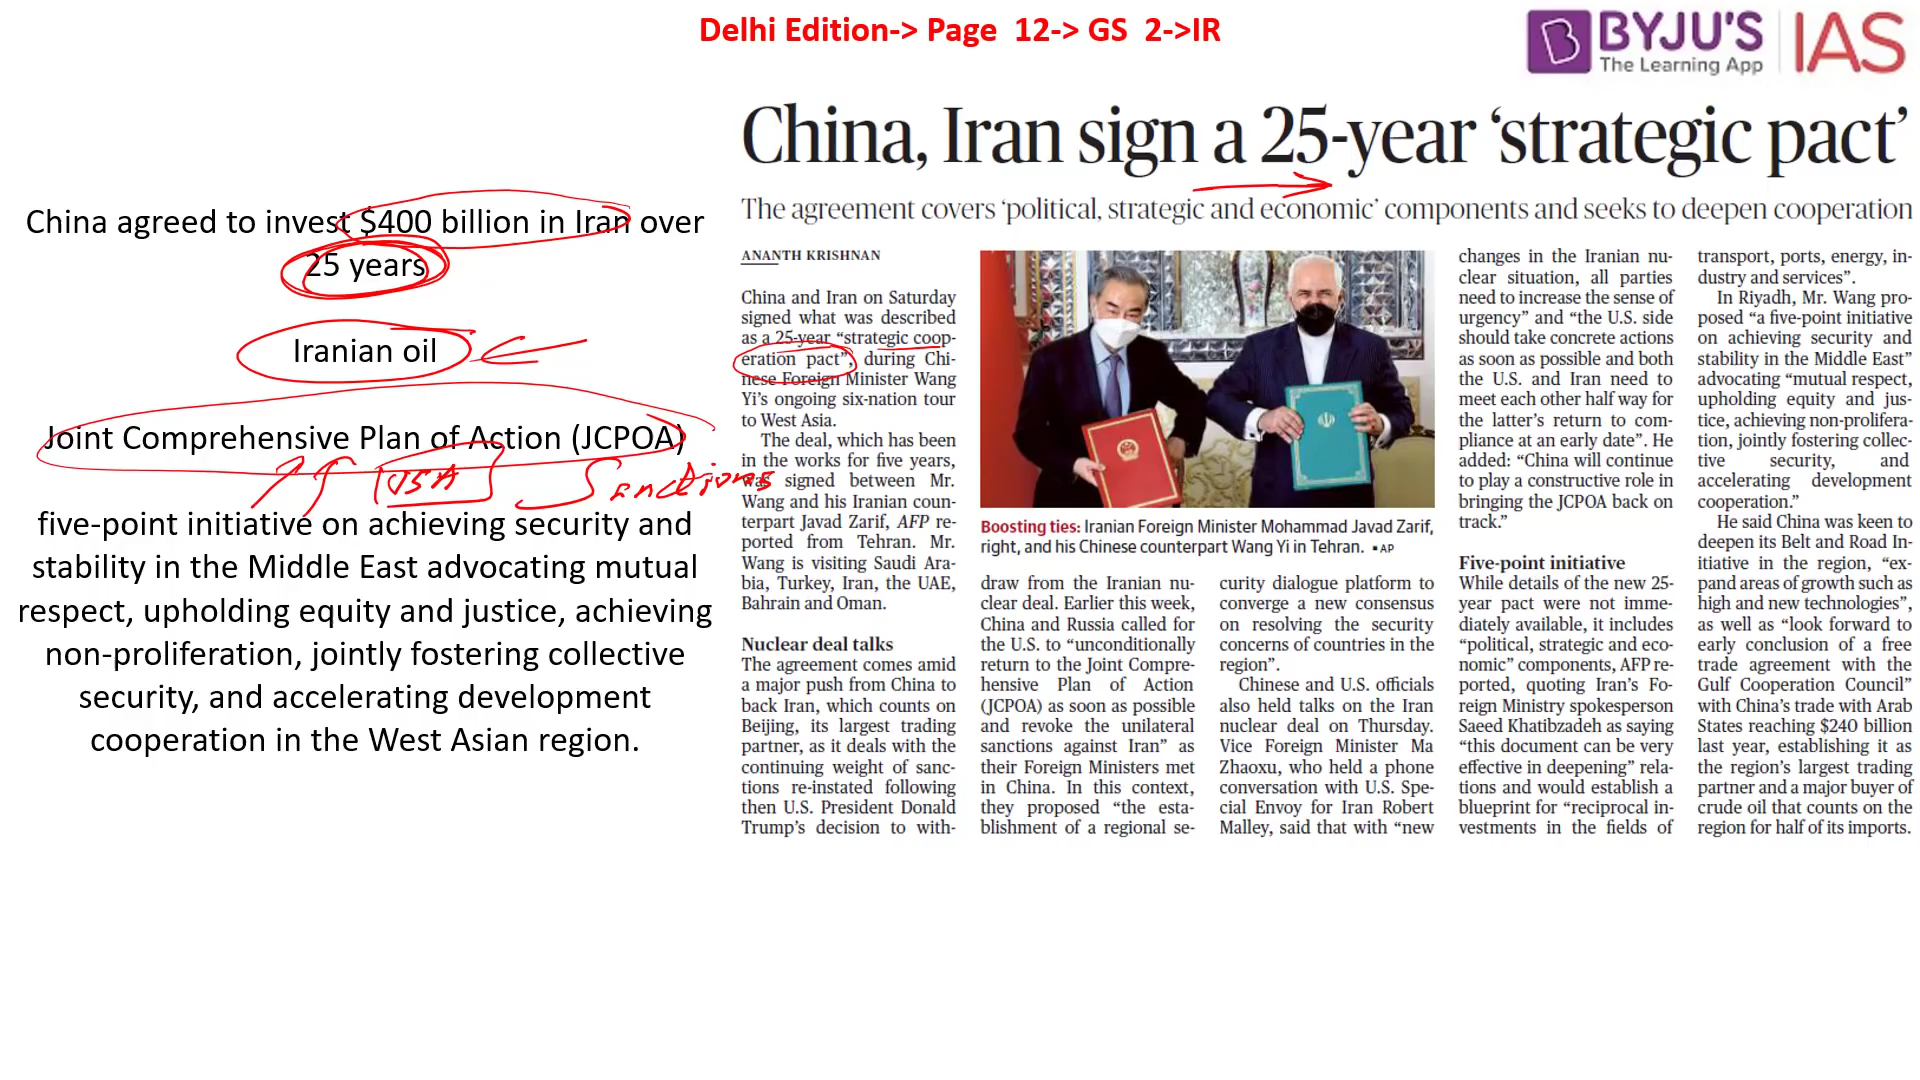 Delhi Edition-> Page 12-> GS 2->IR
BYJU'S
The Learning App
IAS
China agreed to invest $400 billion in Iran over
25 years
Iranian oil
Joint Comprehensive Plan of Action (JCPOA)
USA Sanctions
five-point initiative on achieving security and
stability in the Middle East advocating mutual
respect, upholding equity and justice, achieving
non-proliferation, jointly fostering collective
security, and accelerating development
cooperation in the West Asian region.
China, Iran sign a 25-year ‘strategic pact’
The agreement covers ‘political, strategic and economic’ components and seeks to deepen cooperation
ANANTH KRISHNAN
China and Iran on Saturday
signed what was described
as a 25-year “strategic coop-
eration pact”, during Chi-
nese Foreign Minister Wang
Yi’s ongoing six-nation tour
to West Asia.
The deal, which has been
in the works for five years,
was signed between Mr.
Wang and his Iranian coun-
terpart Javad Zarif, AFP re-
ported from Tehran. Mr.
Wang is visiting Saudi Ara-
bia, Turkey, Iran, the UAE,
Bahrain and Oman.
Nuclear deal talks
The agreement comes amid
a major push from China to
back Iran, which counts on
Beijing, its largest trading
partner, as it deals with the
continuing weight of sanc-
tions re-instated following
then U.S. President Donald
Trump’s decision to with-
Boosting ties: Iranian Foreign Minister Mohammad Javad Zarif,
right, and his Chinese counterpart Wang Yi in Tehran. ▪AP
draw from the Iranian nu-
clear deal. Earlier this week,
China and Russia called for
the U.S. to “unconditionally
return to the Joint Compre-
hensive Plan of Action
(JCPOA) as soon as possible
and revoke the unilateral
sanctions against Iran” as
their Foreign Ministers met
in China. In this context,
they proposed “the esta-
blishment of a regional se-
curity dialogue platform to
converge a new consensus
on resolving the security
concerns of countries in the
region”.
Chinese and U.S. officials
also held talks on the Iran
nuclear deal on Thursday.
Vice Foreign Minister Ma
Zhaoxu, who held a phone
conversation with U.S. Spe-
cial Envoy for Iran Robert
Malley, said that with “new
changes in the Iranian nu-
clear situation, all parties
need to increase the sense of
urgency” and “the U.S. side
should take concrete actions
as soon as possible and both
the U.S. and Iran need to
meet each other half way for
the latter’s return to com-
pliance at an early date”. He
added: “China will continue
to play a constructive role in
bringing the JCPOA back on
track.”
Five-point initiative
While details of the new 25-
year pact were not imme-
diately available, it includes
“political, strategic and eco-
nomic” components, AFP re-
ported, quoting Iran’s Fo-
reign Ministry spokesperson
Saeed Khatibzadeh as saying
“this document can be very
effective in deepening” rela-
tions and would establish a
blueprint for “reciprocal in-
vestments in the fields of
transport, ports, energy, in-
dustry and services”.
In Riyadh, Mr. Wang pro-
posed “a five-point initiative
on achieving security and
stability in the Middle East”
advocating “mutual respect,
upholding equity and jus-
tice, achieving non-prolifera-
tion, jointly fostering collec-
tive security, and
accelerating development
cooperation.”
He said China was keen to
deepen its Belt and Road In-
itiative in the region, “ex-
pand areas of growth such as
high and new technologies”,
as well as “look forward to
early conclusion of a free
trade agreement with the
Gulf Cooperation Council”
with China’s trade with Arab
States reaching $240 billion
last year, establishing it as
the region’s largest trading
partner and a major buyer of
crude oil that counts on the
region for half of its imports.